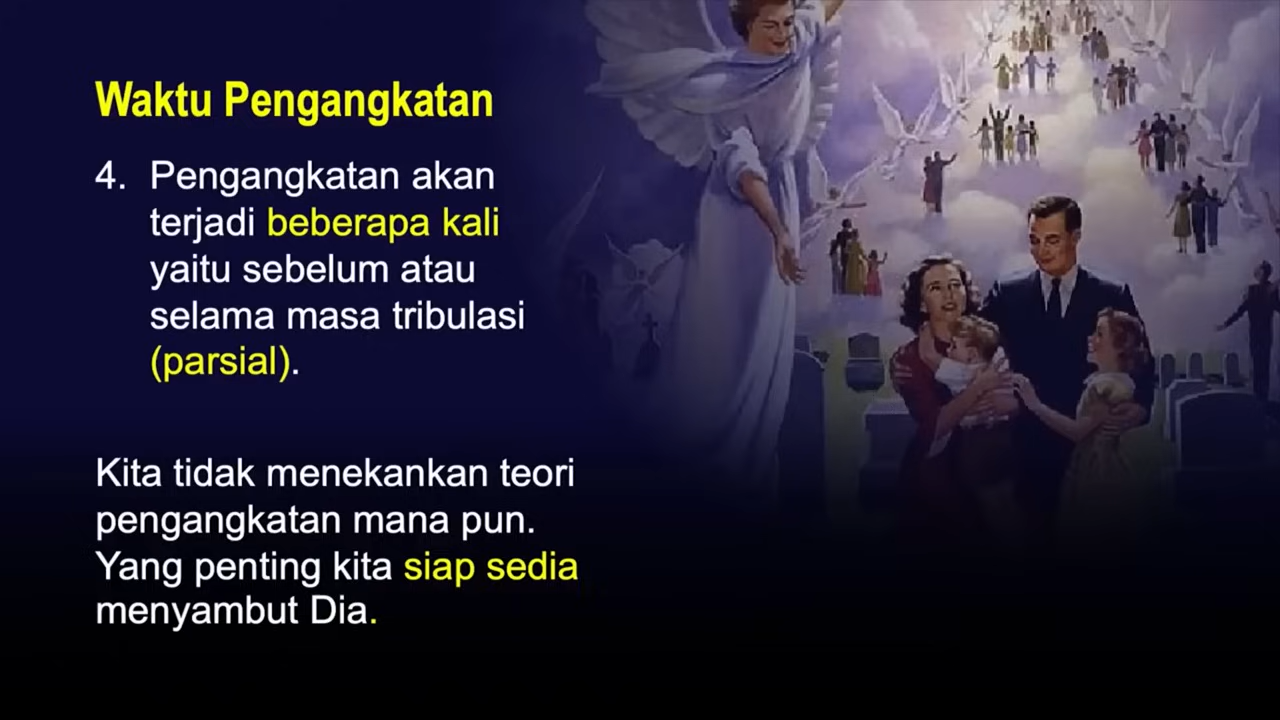 Waktu Pengangkatan
4. Pengangkatan akan
terjadi beberapa kali
yaitu sebelum atau
selama masa tribulasi
(parsial).
Kita tidak menekankan teori
pengangkatan mana pun.
Yang penting kita siap sedia
menyambut Dia.